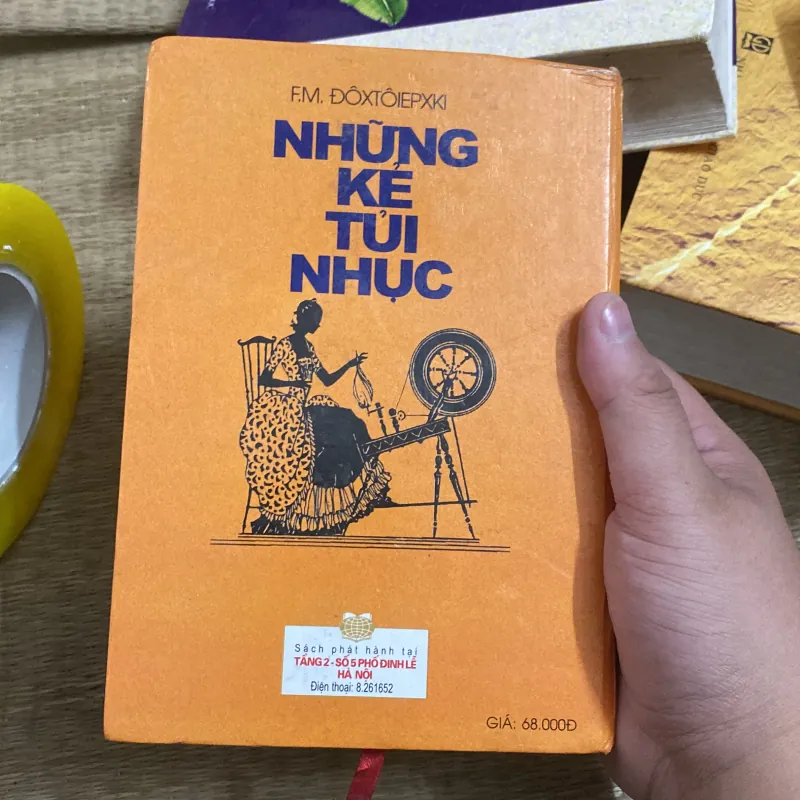 F.M. ĐÔXTÔIEPXKI
NHỮNG
KẺ
TỦI
NHỤC
Sách phát hành tại
TẦNG 2 - SỐ 5 PHỐ ĐINH LỄ
HÀ NỘI
Điện thoại: 8.261652
GIÁ: 68.000Đ